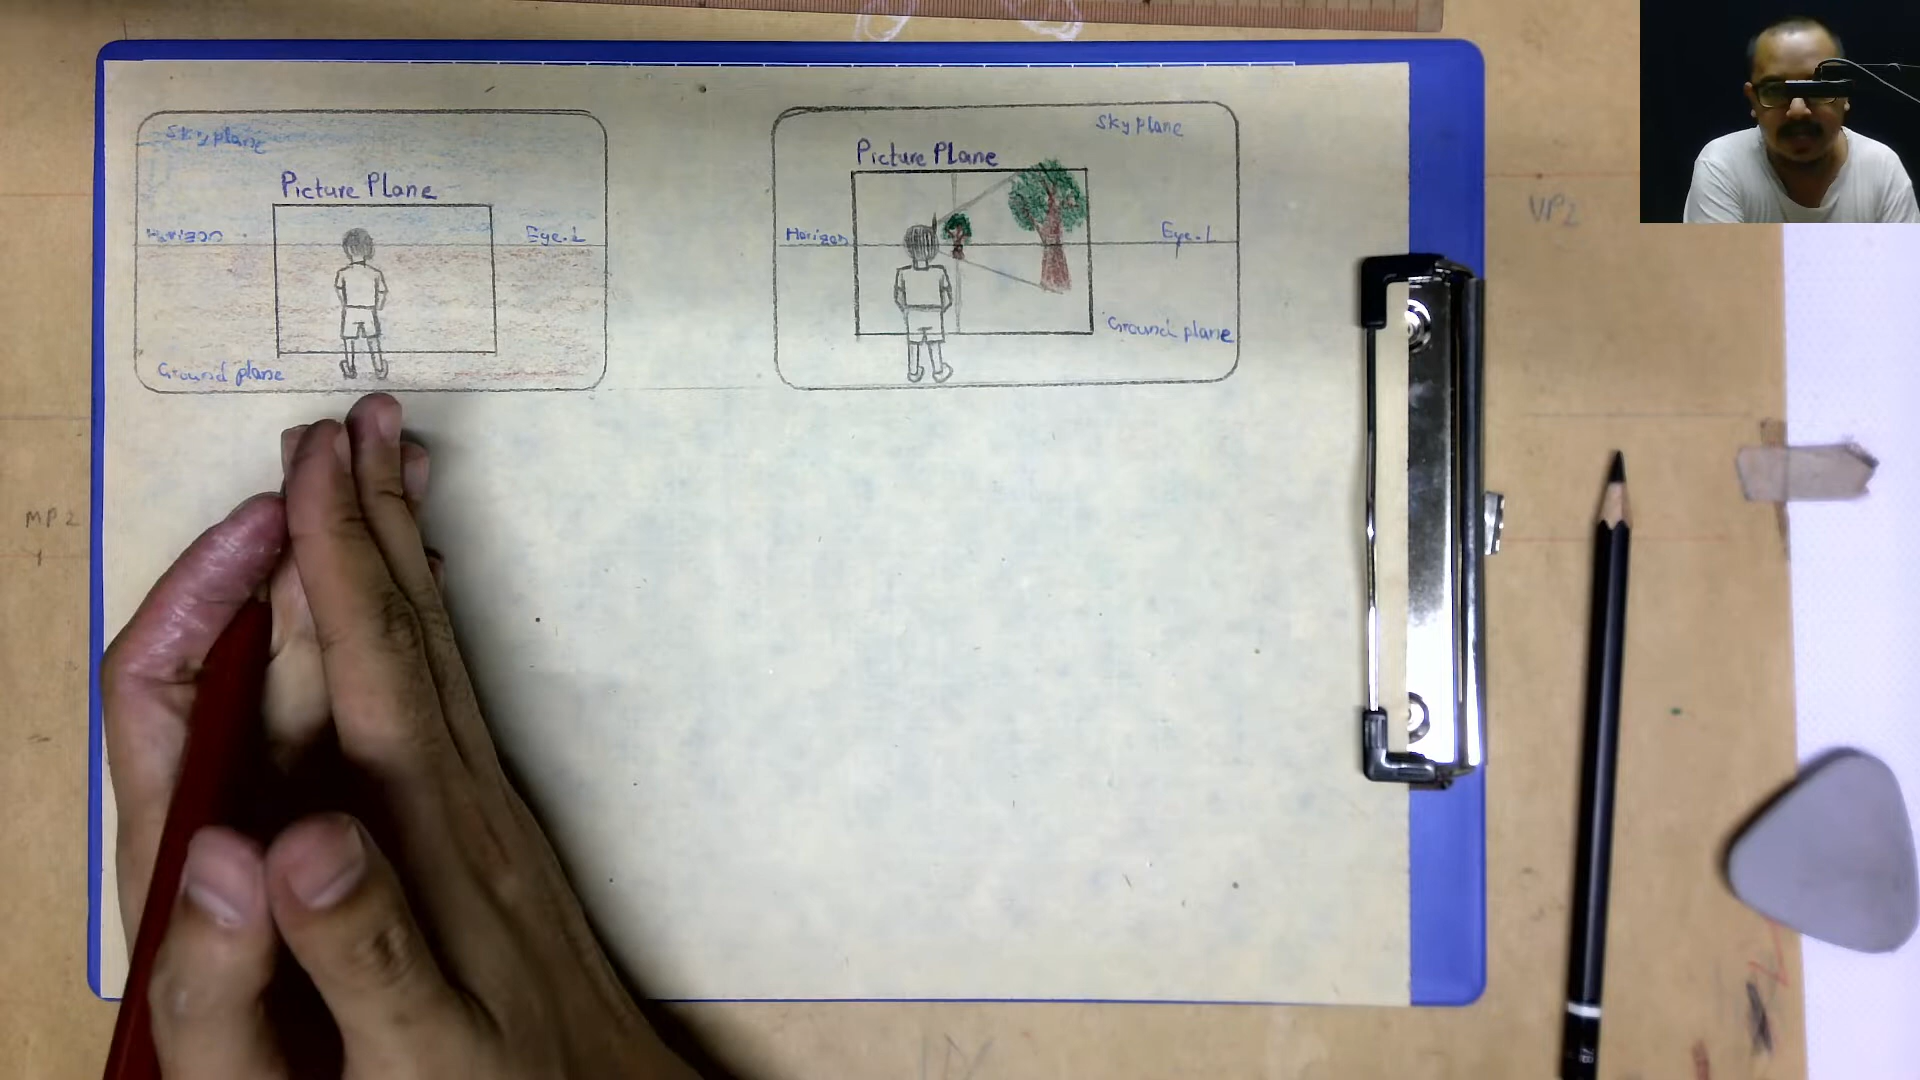 Sky plane
Picture Plane
Horizon
Eye.L
Ground plane
Sky Plane
Picture Plane
Horizon
Eye.L
Ground plane
VP2
MP2